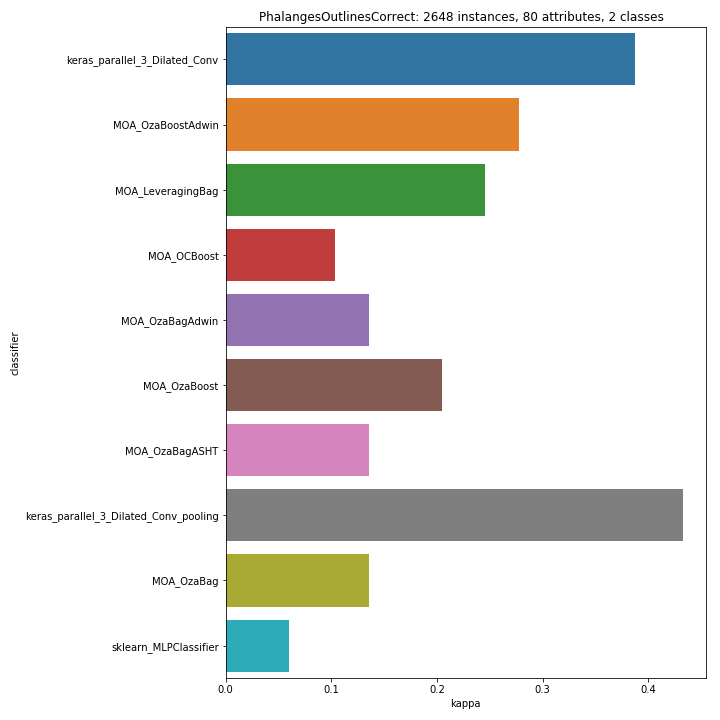 PhalangesOutlinesCorrect: 2648 instances, 80 attributes, 2 classes
classifier
keras_parallel_3_Dilated_Conv
MOA_OzaBoostAdwin
MOA_LeveragingBag
MOA_OCBoost
MOA_OzaBagAdwin
MOA_OzaBoost
MOA_OzaBagASHT
keras_parallel_3_Dilated_Conv_pooling
MOA_OzaBag
sklearn_MLPClassifier
0.0 0.1 0.2 0.3 0.4
kappa